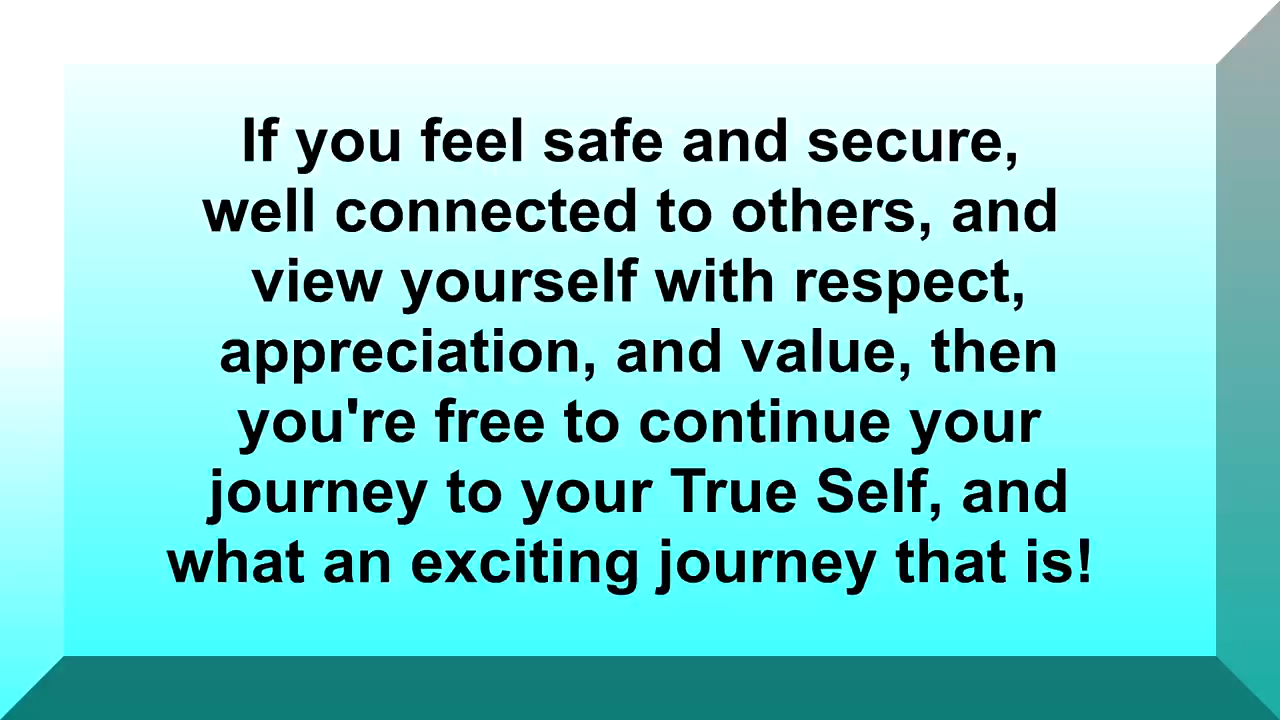 If you feel safe and secure,
well connected to others, and
view yourself with respect,
appreciation, and value, then
you're free to continue your
journey to your True Self, and
what an exciting journey that is!